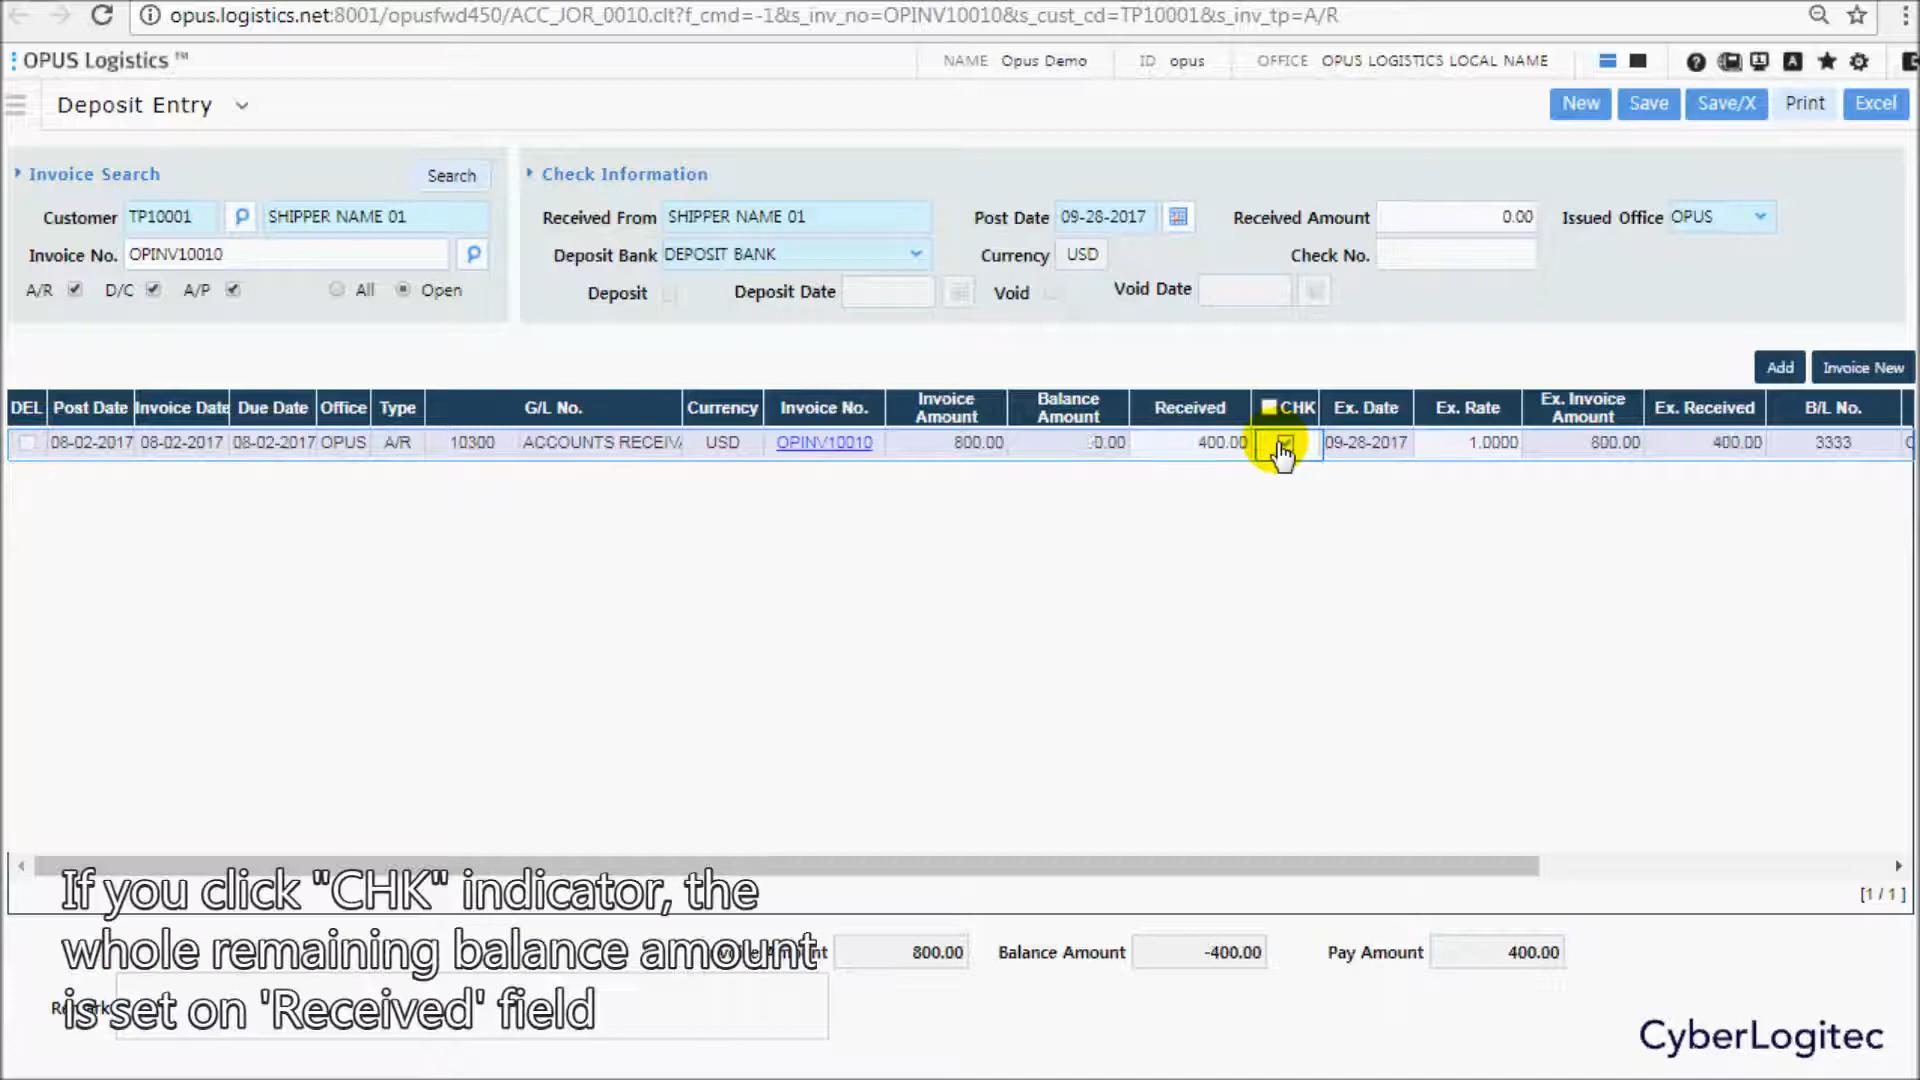 opus.logistics.net:8001/opusfwd450/ACC_JOR_0010.clt?f_cmd=-1&s_inv_no=OPINV10010&s_cust_cd=TP10001&s_inv_tp=A/R
OPUS Logistics ™ NAME Opus Demo ID opus OFFICE OPUS LOGISTICS LOCAL NAME
Deposit Entry New Save Save/X Print Excel
Invoice Search Search Check Information
Customer TP10001 SHIPPER NAME 01 Received From SHIPPER NAME 01 Post Date 09-28-2017 Received Amount 0.00 Issued Office OPUS
Invoice No. OPINV10010 Deposit Bank DEPOSIT BANK Currency USD Check No.
A/R D/C A/P All Open Deposit Deposit Date Void Void Date
Add Invoice New
DEL Post Date Invoice Date Due Date Office Type G/L No. Currency Invoice No. Invoice Amount Balance Amount Received CHK Ex. Date Ex. Rate Ex. Invoice Amount Ex. Received B/L No.
08-02-2017 08-02-2017 08-02-2017 OPUS A/R 10300 ACCOUNTS RECEIV USD OPINV10010 800.00 0.00 400.00 09-28-2017 1.0000 800.00 400.00 3333
[1 / 1 ]
If you click "CHK" indicator, the
whole remaining balance amount
is set on 'Received' field
800.00 Balance Amount -400.00 Pay Amount 400.00
CyberLogitec